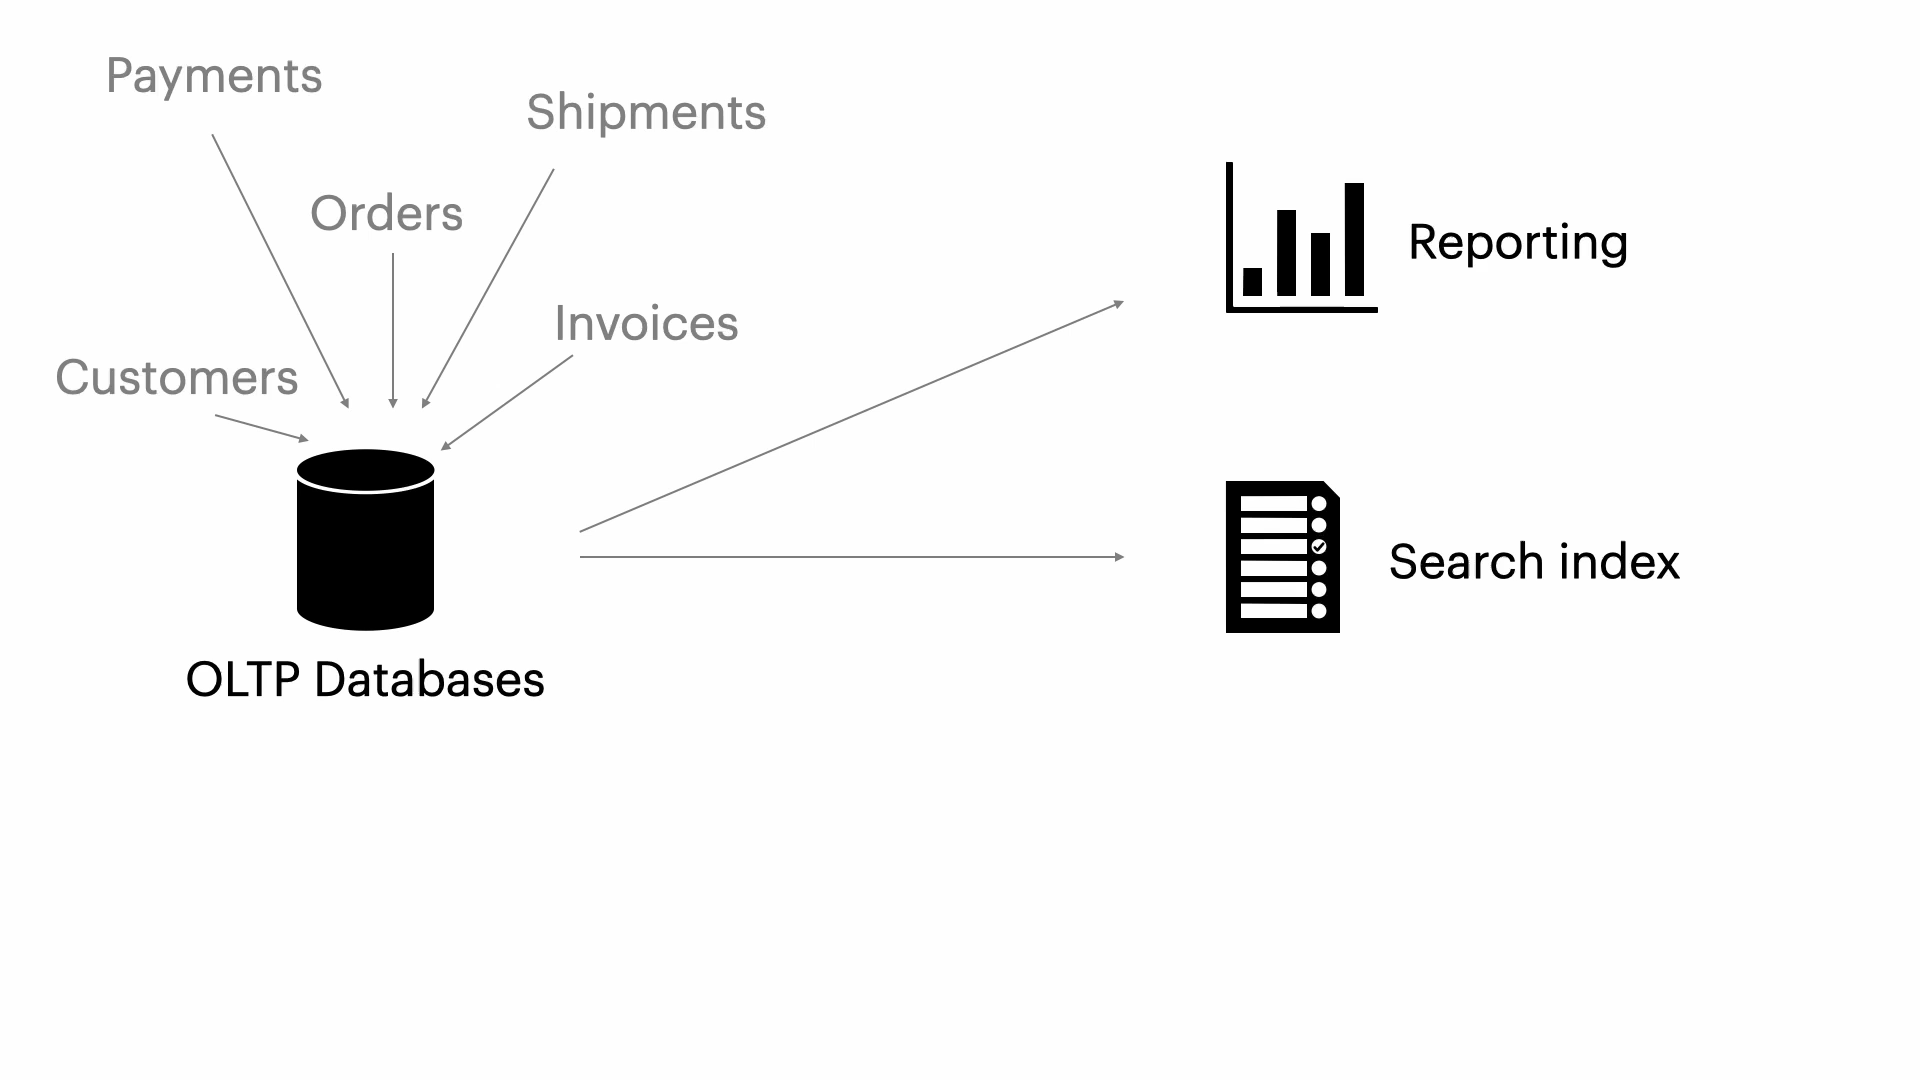 Payments
Shipments
Orders
Reporting
Invoices
Customers
Search index
OLTP Databases